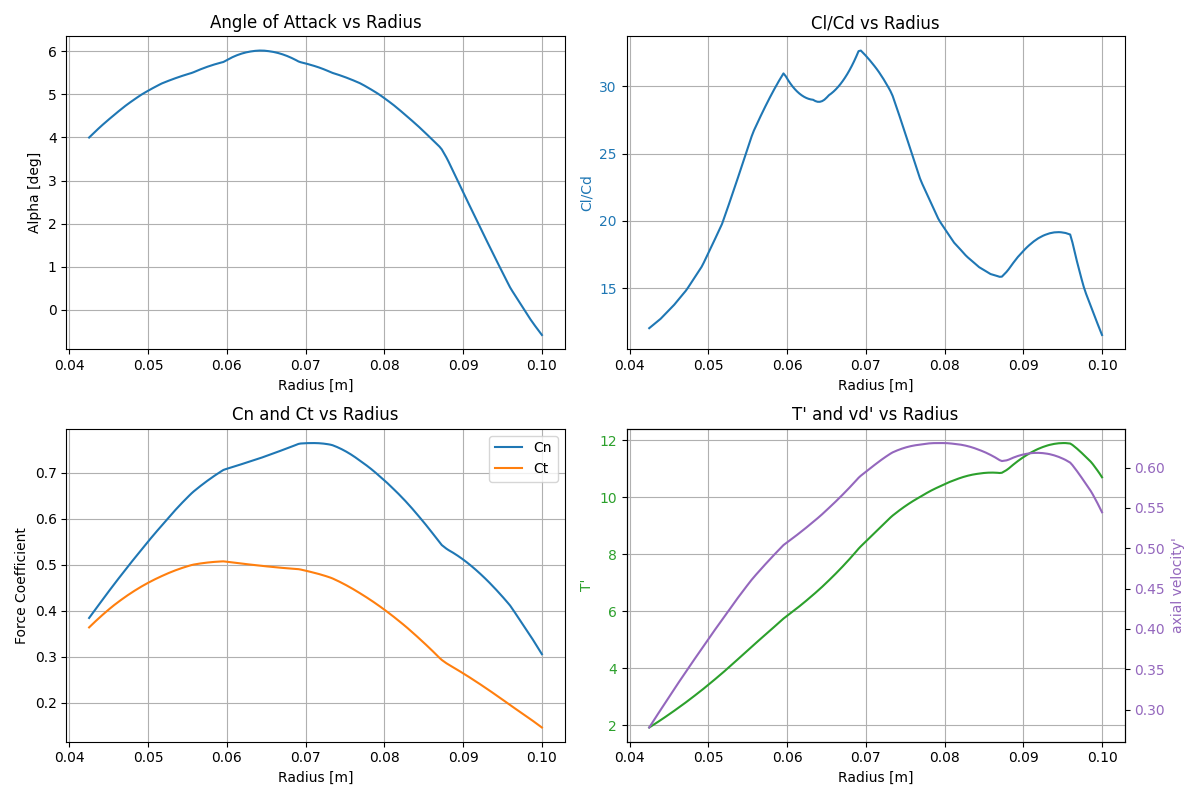 Angle of Attack vs Radius
Alpha [deg]
6
5
4
3
2
1
0
0.04 0.05 0.06 0.07 0.08 0.09 0.10
Radius [m]
Cl/Cd vs Radius
Cl/Cd
30
25
20
15
0.04 0.05 0.06 0.07 0.08 0.09 0.10
Radius [m]
Cn and Ct vs Radius
Cn
Ct
Force Coefficient
0.7
0.6
0.5
0.4
0.3
0.2
0.04 0.05 0.06 0.07 0.08 0.09 0.10
Radius [m]
T' and vd' vs Radius
T'
12
10
8
6
4
2
0.60
0.55
0.50
0.45
0.40
0.35
0.30
axial velocity'
0.04 0.05 0.06 0.07 0.08 0.09 0.10
Radius [m]